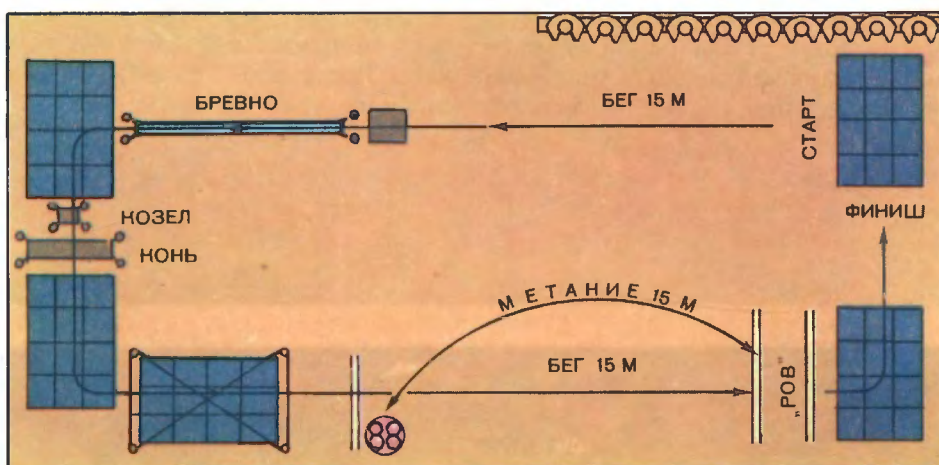 БРЕВНО
БЕГ 15 М
СТАРТ
КОЗЕЛ
КОНЬ
ФИНИШ
МЕТАНИЕ 15 М
БЕГ 15 М
„РОВ"